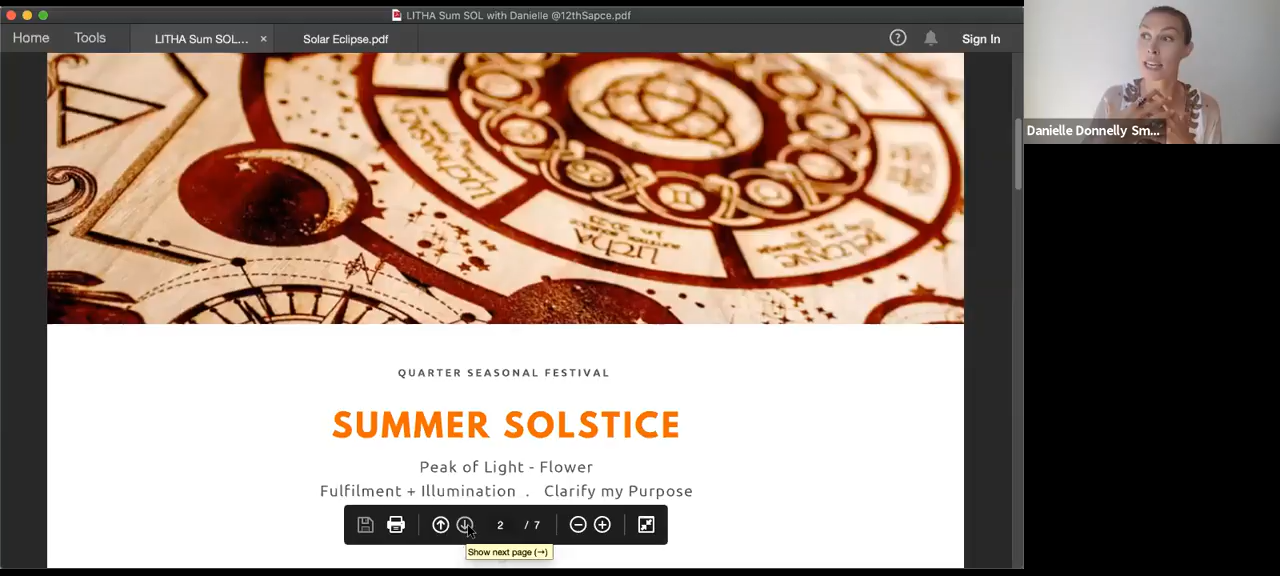 LITHA Sum SOL with Danielle @12thSapce.pdf
Home
Tools
LITHA Sum SOL...
×
Solar Eclipse.pdf
Sign In
Danielle Donnelly Sm...
LITHA
QUARTER SEASONAL FESTIVAL
SUMMER SOLSTICE
Peak of Light - Flower
Fulfilment + Illumination . Clarify my Purpose
2 / 7
Show next page (→)